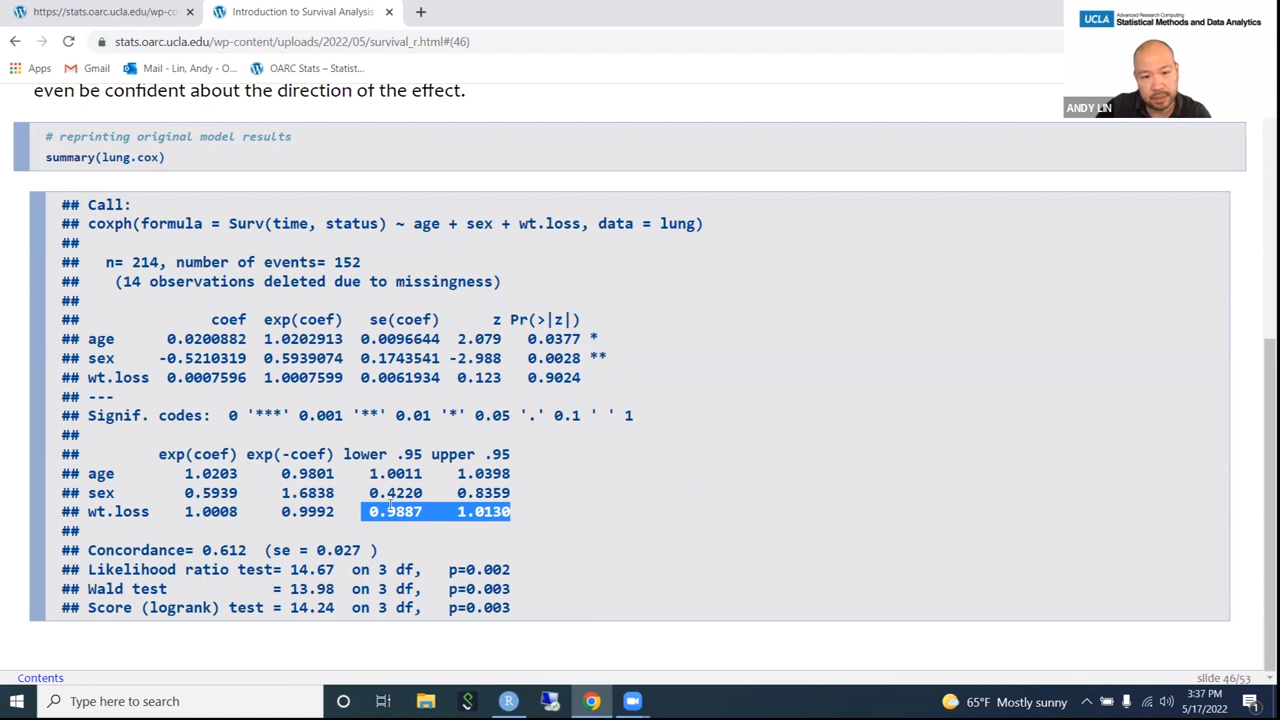 https://stats.oarc.ucla.edu/wp-co
Introduction to Survival Analysis
stats.oarc.ucla.edu/wp-content/uploads/2022/05/survival_r.html#(46)
Apps
Gmail
Mail - Lin, Andy - O...
OARC Stats – Statist...
UCLA
Advanced Research Computing
Statistical Methods and Data Analytics
ANDY LIN
even be confident about the direction of the effect.
# reprinting original model results
summary(lung.cox)
## Call:
## coxph(formula = Surv(time, status) ~ age + sex + wt.loss, data = lung)
##
##   n= 214, number of events= 152
##    (14 observations deleted due to missingness)
##
##               coef  exp(coef)   se(coef)      z Pr(>|z|)
## age      0.0200882  1.0202913  0.0096644  2.079   0.0377 *
## sex     -0.5210319  0.5939074  0.1743541 -2.988   0.0028 **
## wt.loss  0.0007596  1.0007599  0.0061934  0.123   0.9024
## ---
## Signif. codes:  0 '***' 0.001 '**' 0.01 '*' 0.05 '.' 0.1 ' ' 1
##
##         exp(coef) exp(-coef) lower .95 upper .95
## age        1.0203     0.9801    1.0011    1.0398
## sex        0.5939     1.6838    0.4220    0.8359
## wt.loss    1.0008     0.9992    0.9887    1.0130
##
## Concordance= 0.612  (se = 0.027 )
## Likelihood ratio test= 14.67  on 3 df,   p=0.002
## Wald test            = 13.98  on 3 df,   p=0.003
## Score (logrank) test = 14.24  on 3 df,   p=0.003
Contents
slide 46/53
Type here to search
65°F Mostly sunny
3:37 PM
5/17/2022
1